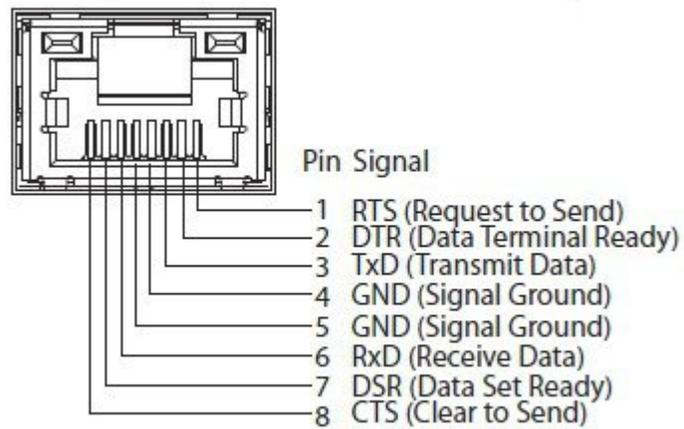 Pin Signal
1 RTS (Request to Send)
2 DTR (Data Terminal Ready)
3 TxD (Transmit Data)
4 GND (Signal Ground)
5 GND (Signal Ground)
6 RxD (Receive Data)
7 DSR (Data Set Ready)
8 CTS (Clear to Send)